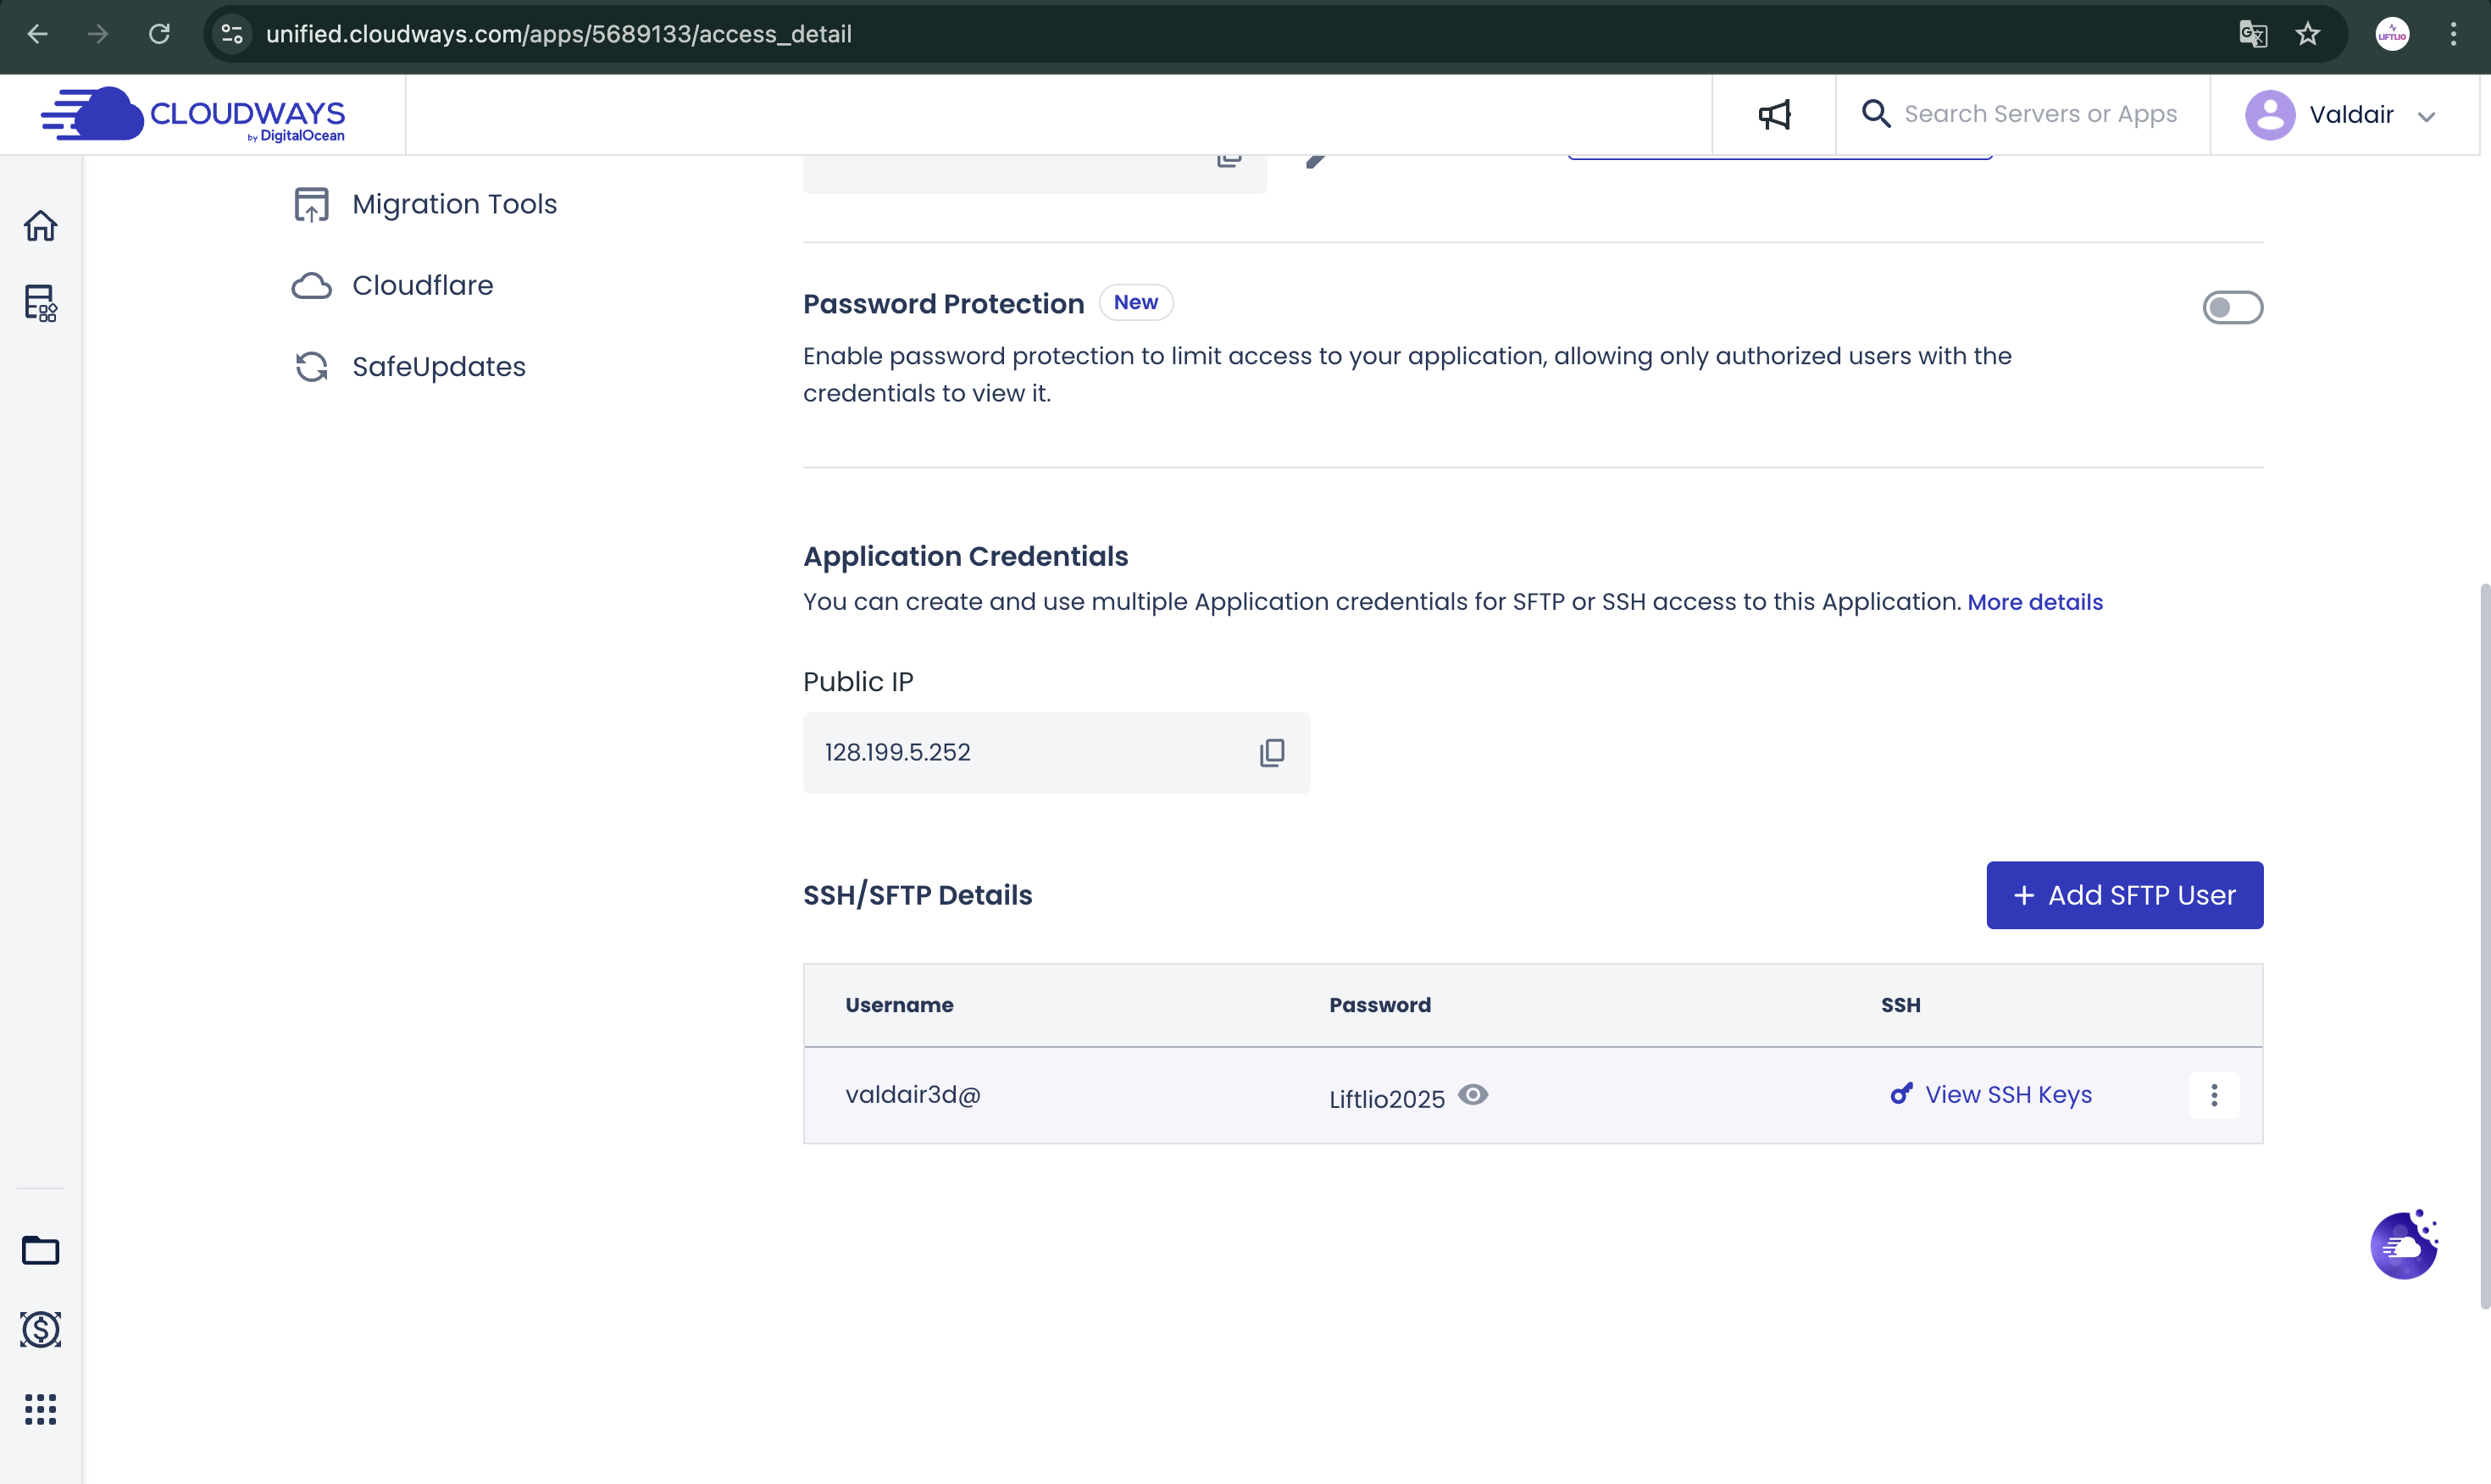 unified.cloudways.com/apps/5689133/access_detail
LIFTLIO
CLOUDWAYS
by DigitalOcean
Search Servers or Apps
Valdair
Migration Tools
Cloudflare
SafeUpdates
Password Protection New
Enable password protection to limit access to your application, allowing only authorized users with the
credentials to view it.
Application Credentials
You can create and use multiple Application credentials for SFTP or SSH access to this Application. More details
Public IP
128.199.5.252
SSH/SFTP Details
+ Add SFTP User
Username Password SSH
valdair3d@ Liftlio2025 View SSH Keys